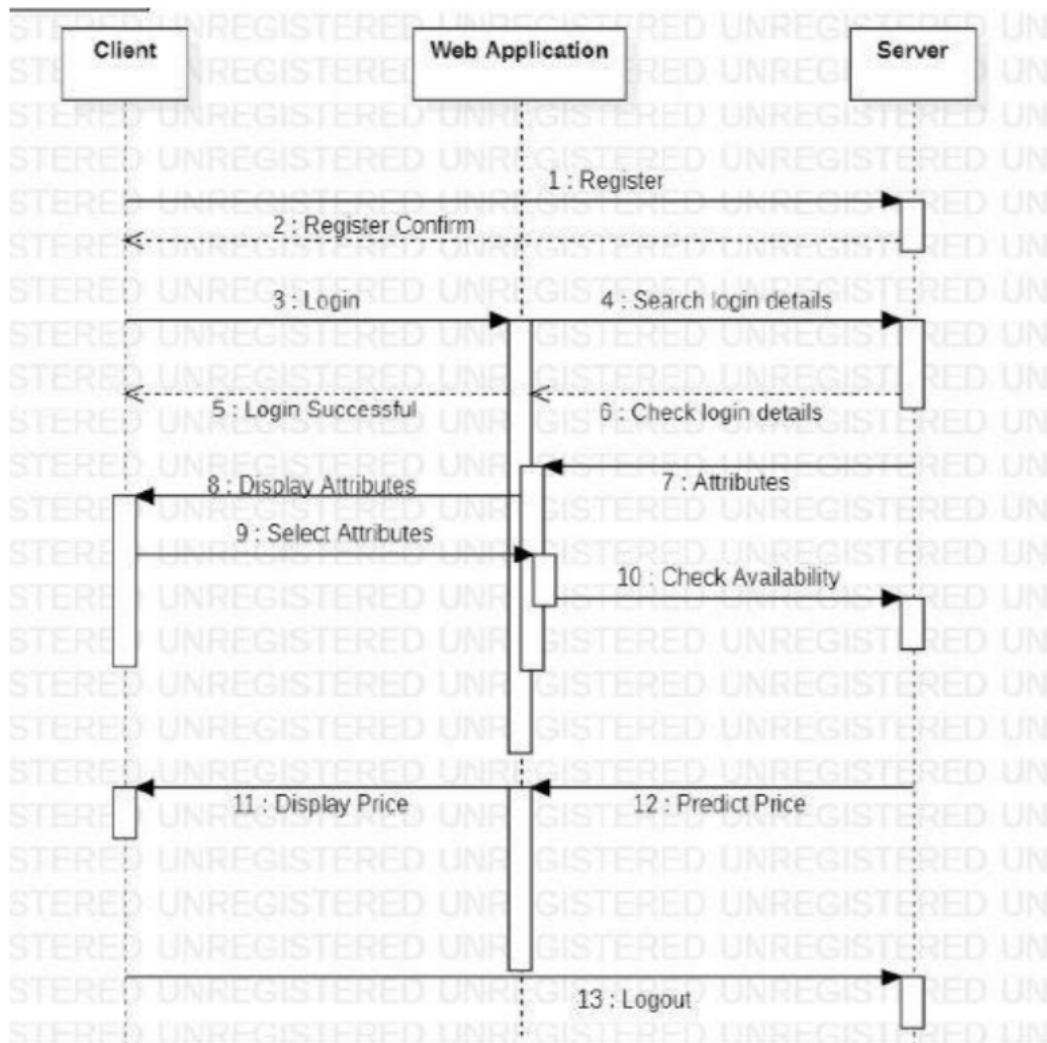 Client
Web Application
Server
1 : Register
2 : Register Confirm
3 : Login
4 : Search login details
5 : Login Successful
6 : Check login details
7 : Attributes
8 : Display Attributes
9 : Select Attributes
10 : Check Availability
11 : Display Price
12 : Predict Price
13 : Logout
UNREGISTERED